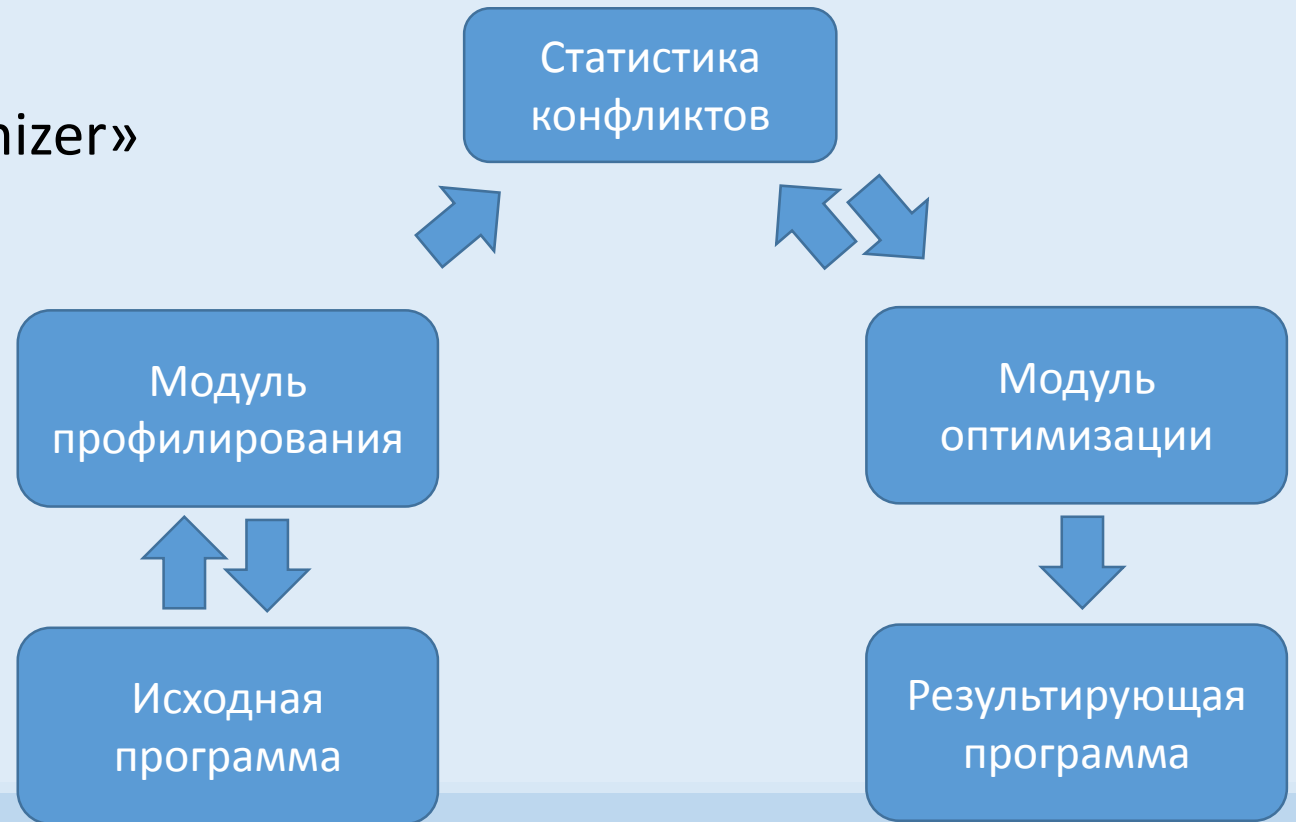 nizer»
Статистика
конфликтов
Модуль
профилирования
Модуль
оптимизации
Исходная
программа
Результирующая
программа